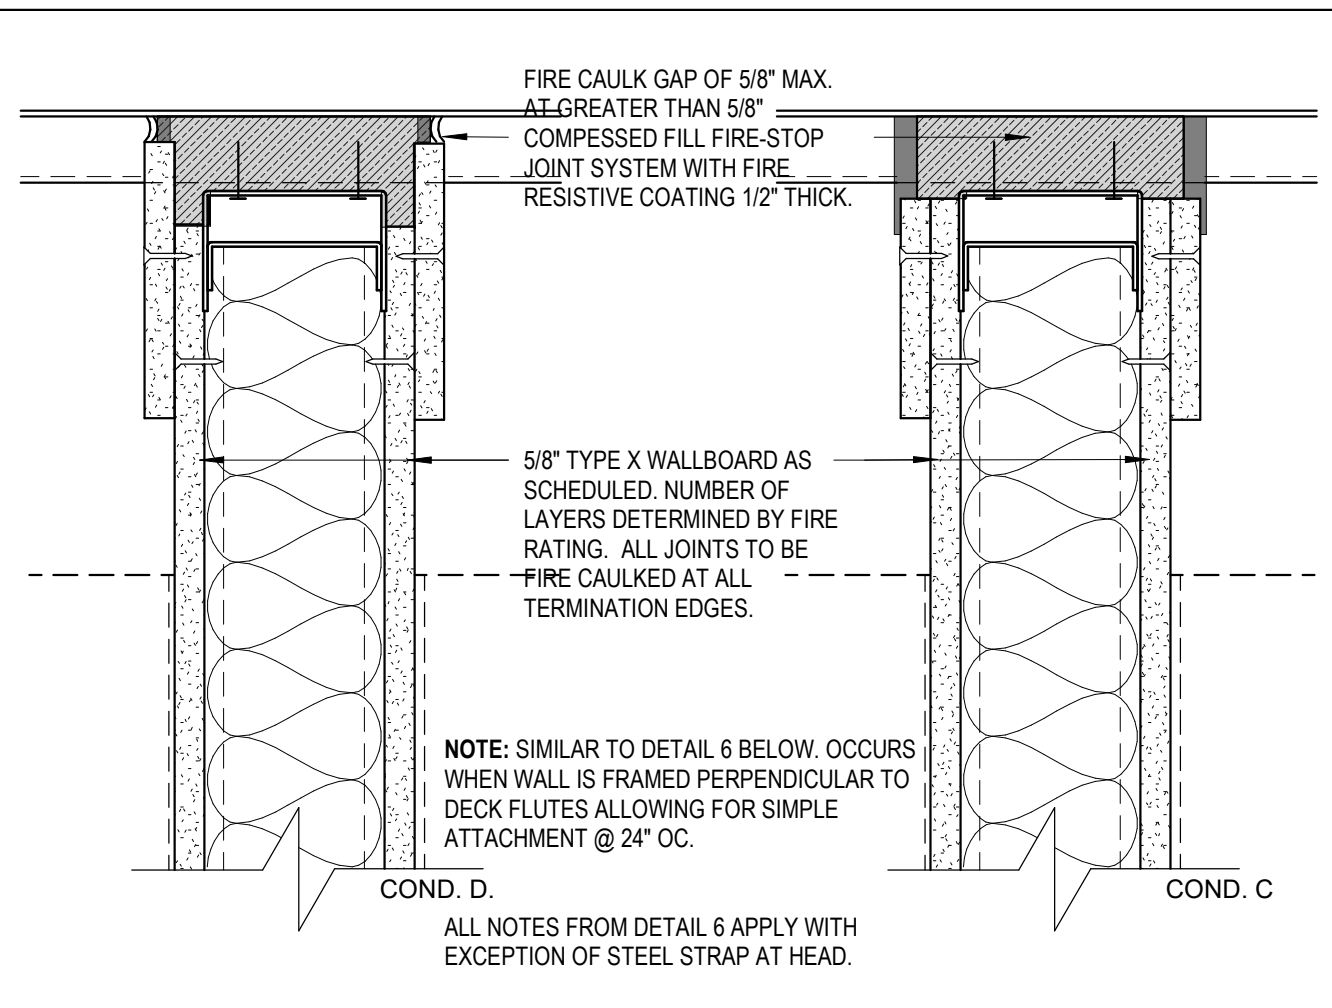 FIRE CAULK GAP OF 5/8" MAX.
AT GREATER THAN 5/8"
COMPESSED FILL FIRE-STOP
JOINT SYSTEM WITH FIRE
RESISTIVE COATING 1/2" THICK.
5/8" TYPE X WALLBOARD AS
SCHEDULED. NUMBER OF
LAYERS DETERMINED BY FIRE
RATING. ALL JOINTS TO BE
FIRE CAULKED AT ALL
TERMINATION EDGES.
NOTE: SIMILAR TO DETAIL 6 BELOW. OCCURS
WHEN WALL IS FRAMED PERPENDICULAR TO
DECK FLUTES ALLOWING FOR SIMPLE
ATTACHMENT @ 24" OC.
COND. D.
COND. C
ALL NOTES FROM DETAIL 6 APPLY WITH
EXCEPTION OF STEEL STRAP AT HEAD.